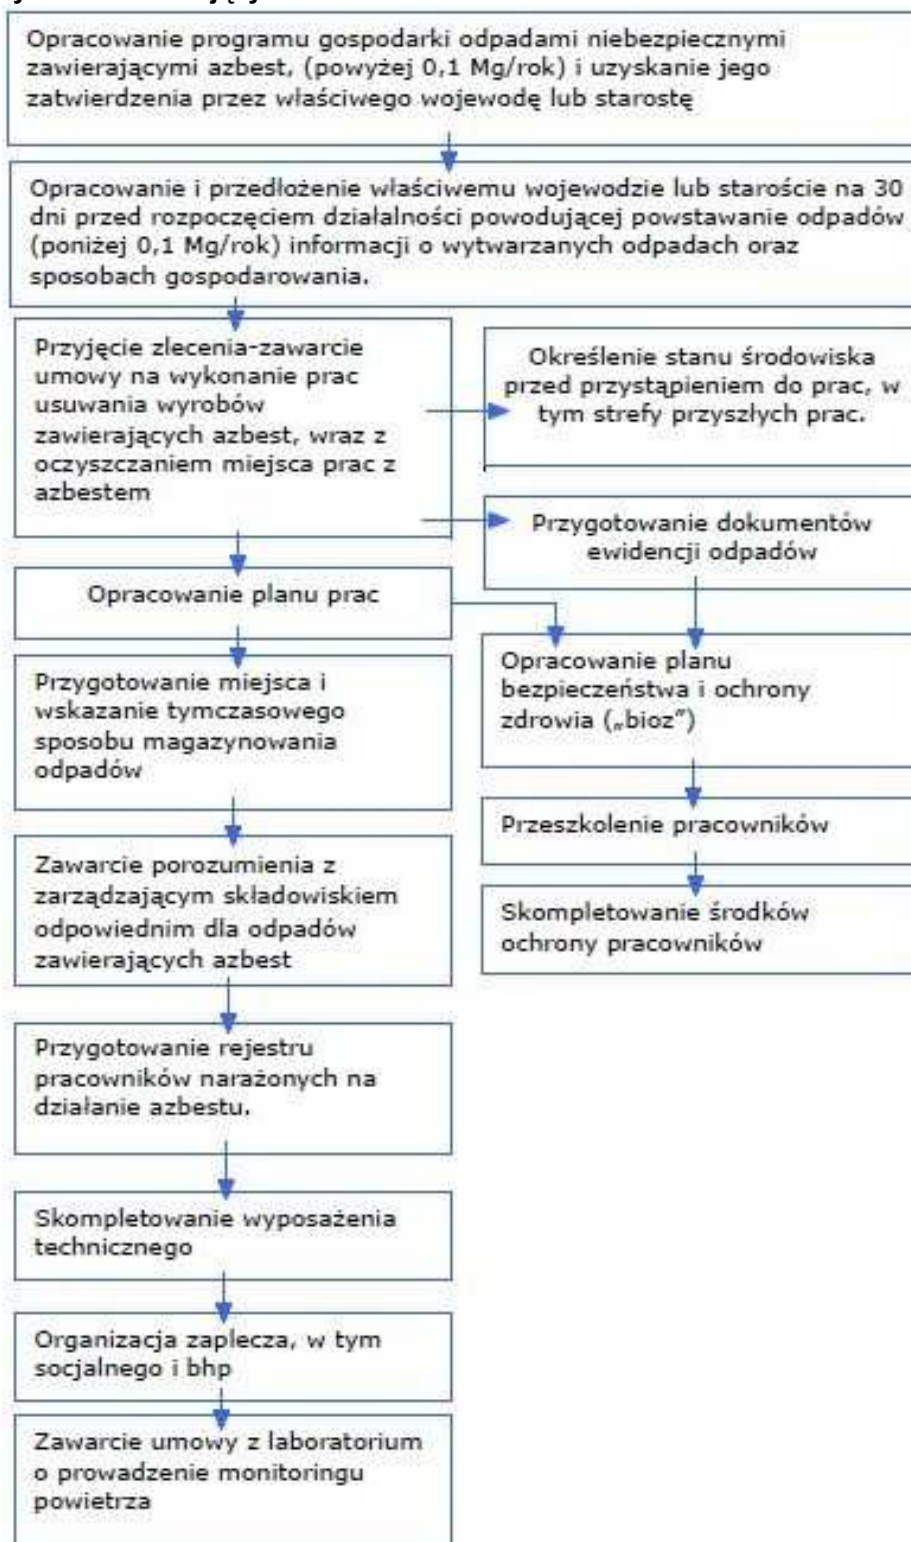 Opracowanie programu gospodarki odpadami niebezpiecznymi
zawierającymi azbest, (powyżej 0,1 Mg/rok) i uzyskanie jego
zatwierdzenia przez właściwego wojewodę lub starostę
Opracowanie i przedłożenie właściwemu wojewodzie lub staroście na 30
dni przed rozpoczęciem działalności powodującej powstawanie odpadów
(poniżej 0,1 Mg/rok) informacji o wytwarzanych odpadach oraz
sposobach gospodarowania.
Przyjęcie zlecenia-zawarcie
umowy na wykonanie prac
usuwania wyrobów
zawierających azbest, wraz z
oczyszczaniem miejsca prac z
azbestem
Określenie stanu środowiska
przed przystąpieniem do prac, w
tym strefy przyszłych prac.
Przygotowanie dokumentów
ewidencji odpadów
Opracowanie planu prac
Opracowanie planu
bezpieczeństwa i ochrony
zdrowia („bioz”)
Przygotowanie miejsca i
wskazanie tymczasowego
sposobu magazynowania
odpadów
Przeszkolenie pracowników
Zawarcie porozumienia z
zarządzającym składowiskiem
odpowiednim dla odpadów
zawierających azbest
Skompletowanie środków
ochrony pracowników
Przygotowanie rejestru
pracowników narażonych na
działanie azbestu.
Skompletowanie wyposażenia
technicznego
Organizacja zaplecza, w tym
socjalnego i bhp
Zawarcie umowy z laboratorium
o prowadzenie monitoringu
powietrza